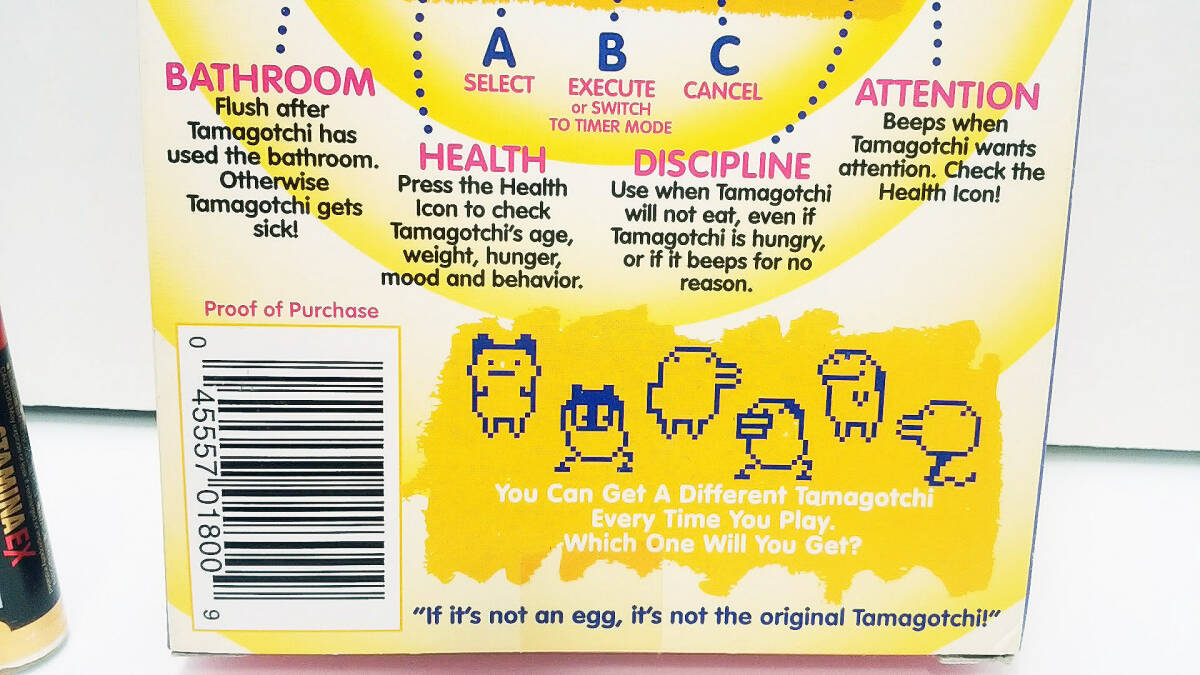 A B C
SELECT EXECUTE CANCEL
or SWITCH
TO TIMER MODE
BATHROOM
Flush after
Tamagotchi has
used the bathroom.
Otherwise
Tamagotchi gets
sick!
HEALTH
Press the Health
Icon to check
Tamagotchi's age,
weight, hunger,
mood and behavior.
DISCIPLINE
Use when Tamagotchi
will not eat, even if
Tamagotchi is hungry,
or if it beeps for no
reason.
ATTENTION
Beeps when
Tamagotchi wants
attention. Check the
Health Icon!
Proof of Purchase
0 45557 01800 9
You Can Get A Different Tamagotchi
Every Time You Play.
Which One Will You Get?
"If it's not an egg, it's not the original Tamagotchi!"
STAMINA EX